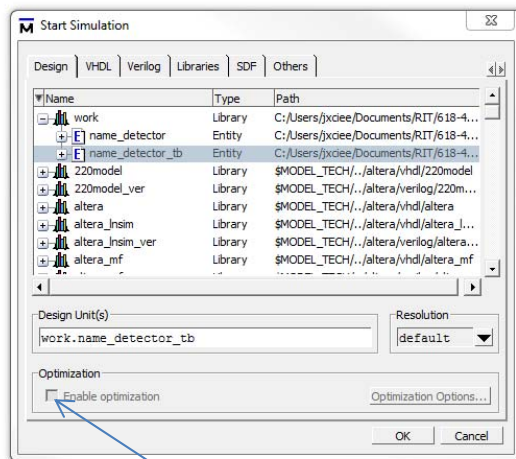 Start Simulation
Design VHDL Verilog Libraries SDF Others
Name Type Path
work Library C:/Users/jxciee/Documents/RIT/618-4...
name_detector Entity C:/Users/jxciee/Documents/RIT/618-4...
name_detector_tb Entity C:/Users/jxciee/Documents/RIT/618-4...
220model Library $MODEL_TECH/../altera/vhdl/220model
220model_ver Library $MODEL_TECH/../altera/verilog/220m...
altera Library $MODEL_TECH/../altera/vhdl/altera
altera_lnsim Library $MODEL_TECH/../altera/vhdl/altera_l...
altera_lnsim_ver Library $MODEL_TECH/../altera/verilog/altera...
altera_mf Library $MODEL_TECH/../altera/vhdl/altera_mf
Design Unit(s) Resolution
work.name_detector_tb default
Optimization
Enable optimization Optimization Options...
OK Cancel